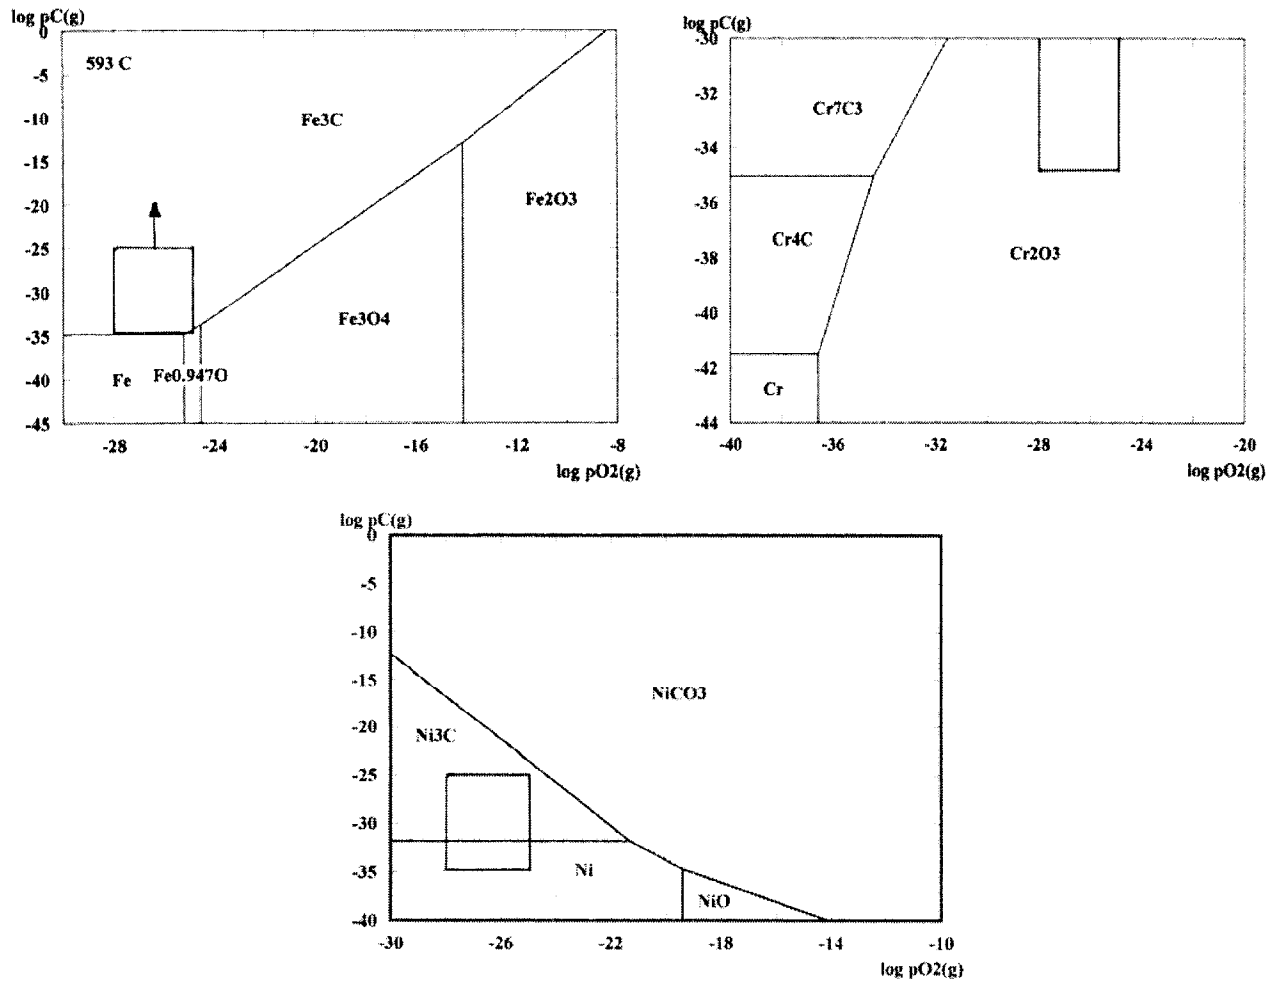 log pC(g)
0
593 C
-5
-10
Fe3C
-15
-20
Fe2O3
-25
-30
Fe3O4
-35
Fe
Fe0.947O
-40
-45
-28
-24
-20
-16
-12
-8
log pO2(g)
log pC(g)
-30
-32
Cr7C3
-34
-36
Cr4C
Cr2O3
-38
-40
-42
Cr
-44
-40
-36
-32
-28
-24
-20
log pO2(g)
log pC(g)
0
-5
-10
-15
NiCO3
-20
Ni3C
-25
-30
-35
Ni
NiO
-40
-30
-26
-22
-18
-14
-10
log pO2(g)